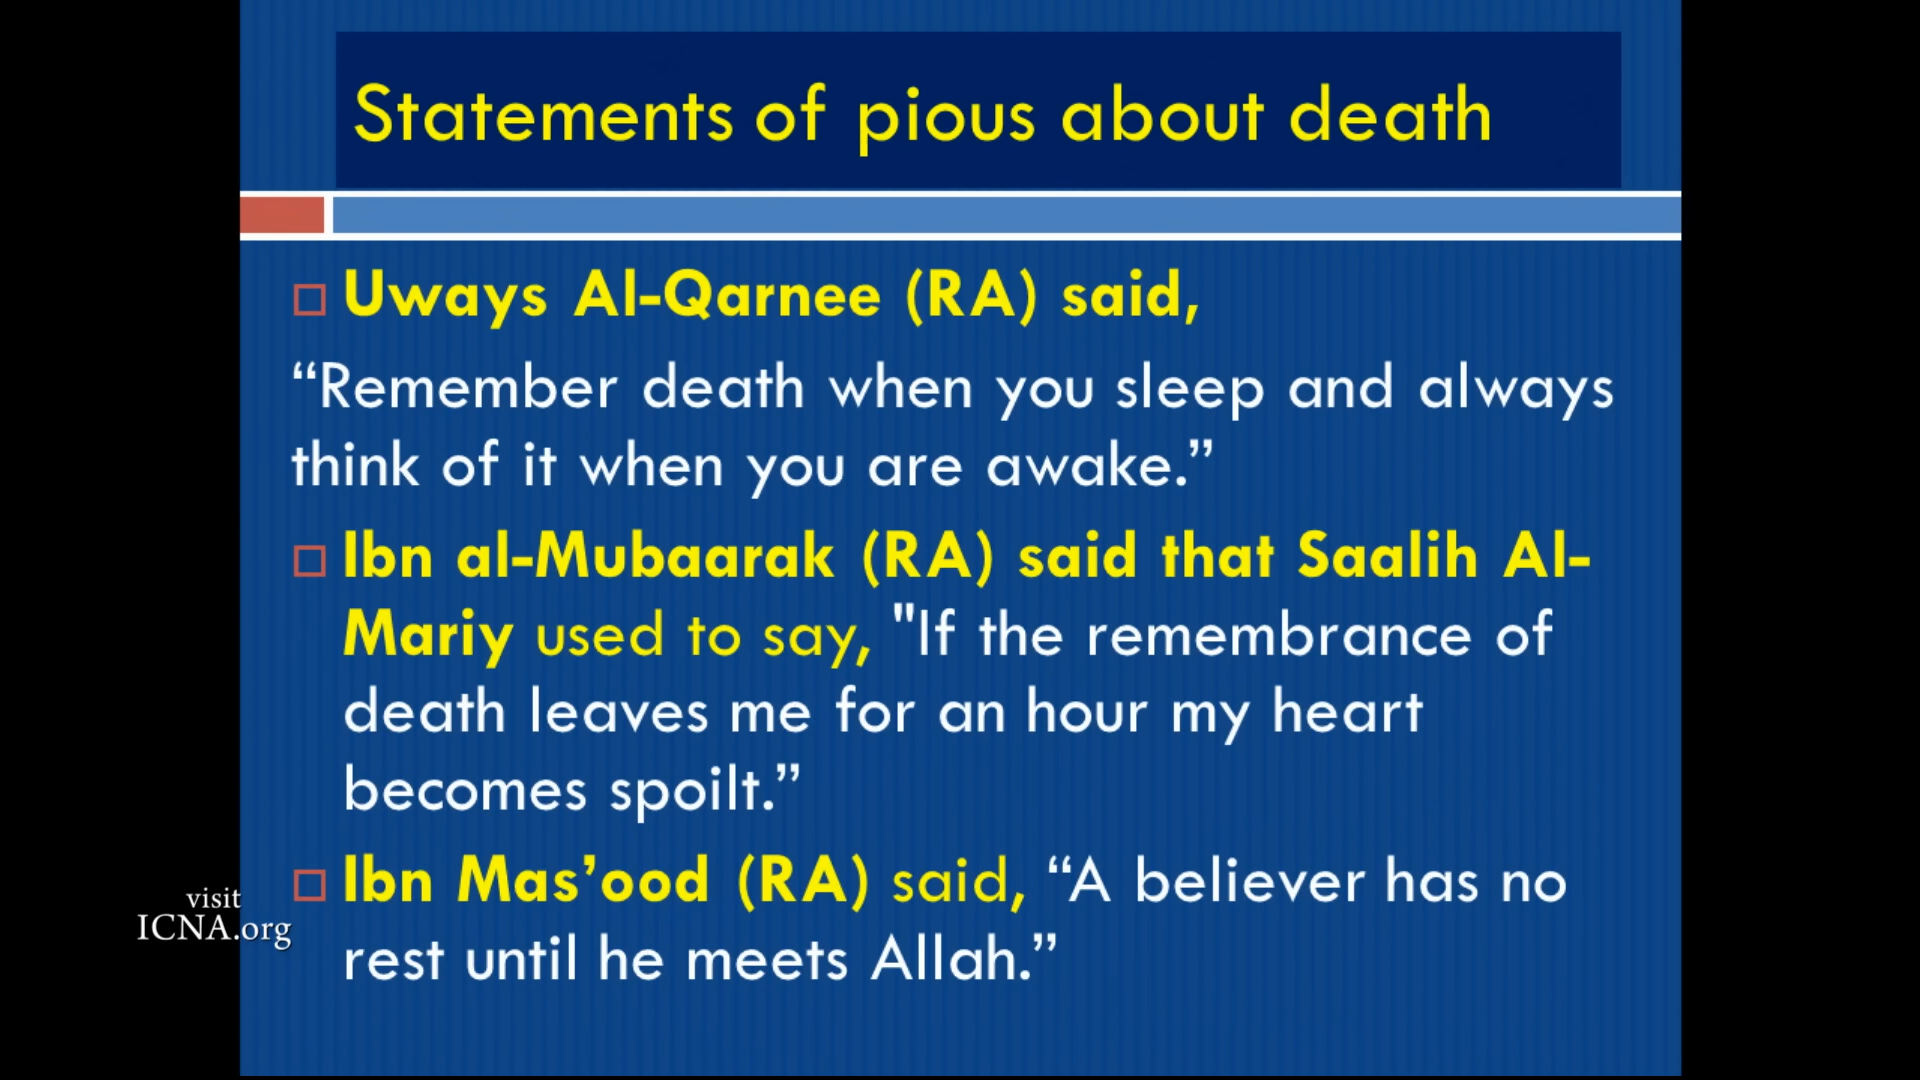 Statements of pious about death
□ Uways Al-Qarnee (RA) said,
“Remember death when you sleep and always
think of it when you are awake.”
□ Ibn al-Mubaarak (RA) said that Saalih Al-
Mariy used to say, "If the remembrance of
death leaves me for an hour my heart
becomes spoilt.”
□ Ibn Mas’ood (RA) said, “A believer has no
rest until he meets Allah.”
visit
ICNA.org